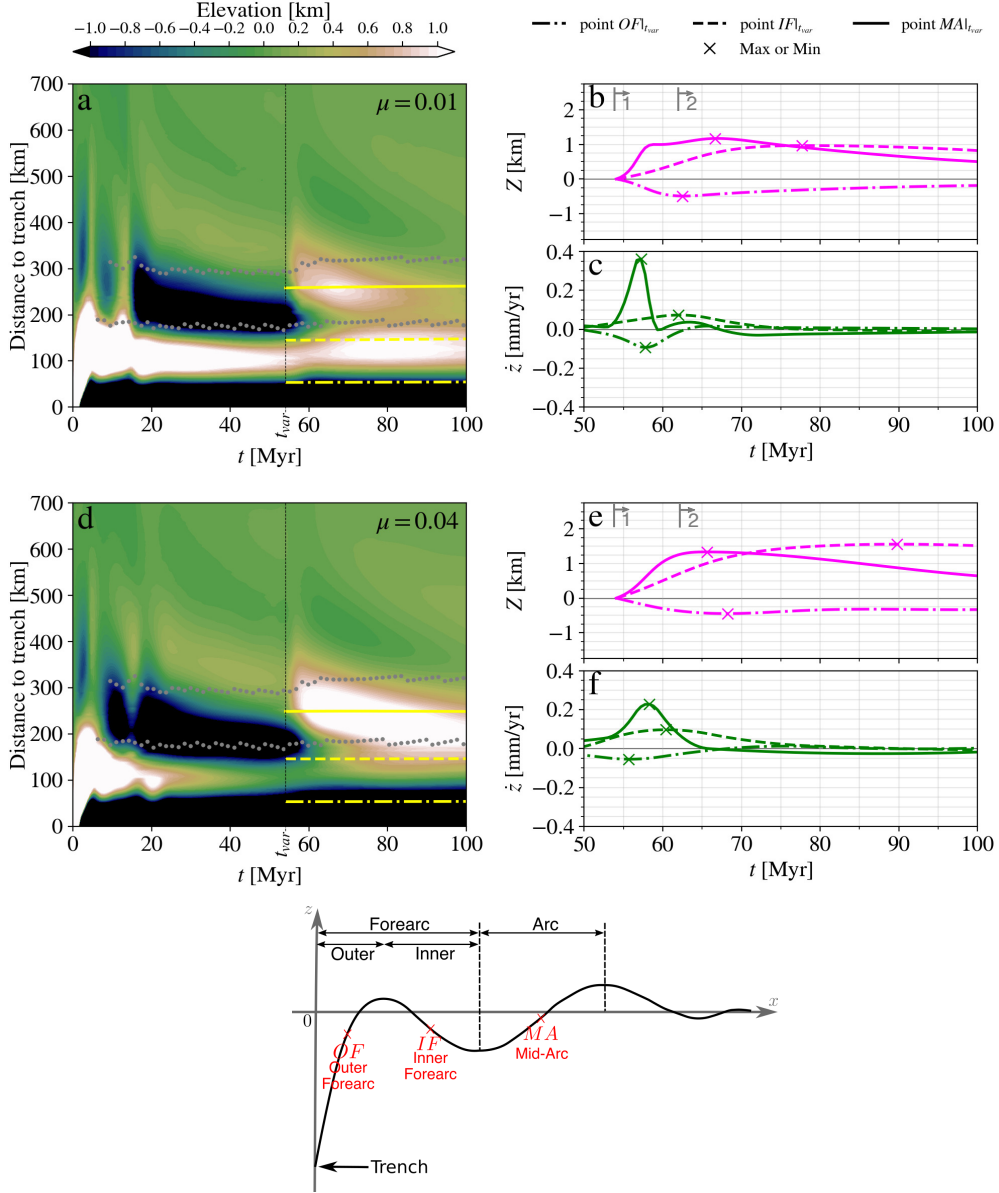 Elevation [km]
−1.0 −0.8 −0.6 −0.4 −0.2 0.0 0.2 0.4 0.6 0.8 1.0
point OF|tvar point IF|tvar point MA|tvar
Max or Min
a
μ = 0.01
700
600
500
400
300
200
100
0
Distance to trench [km]
0 20 40 tvar 60 80 100
t [Myr]
b
1 2
2
1
0
−1
Z [km]
c
0.4
0.2
0.0
−0.2
−0.4
ż [mm/yr]
50 60 70 80 90 100
t [Myr]
d
μ = 0.04
700
600
500
400
300
200
100
0
Distance to trench [km]
0 20 40 tvar 60 80 100
t [Myr]
e
1 2
2
1
0
−1
Z [km]
f
0.4
0.2
0.0
−0.2
−0.4
ż [mm/yr]
50 60 70 80 90 100
t [Myr]
z
Forearc Arc
Outer Inner
x
0
OF IF MA
Outer Forearc
Inner Forearc
Mid-Arc
Trench